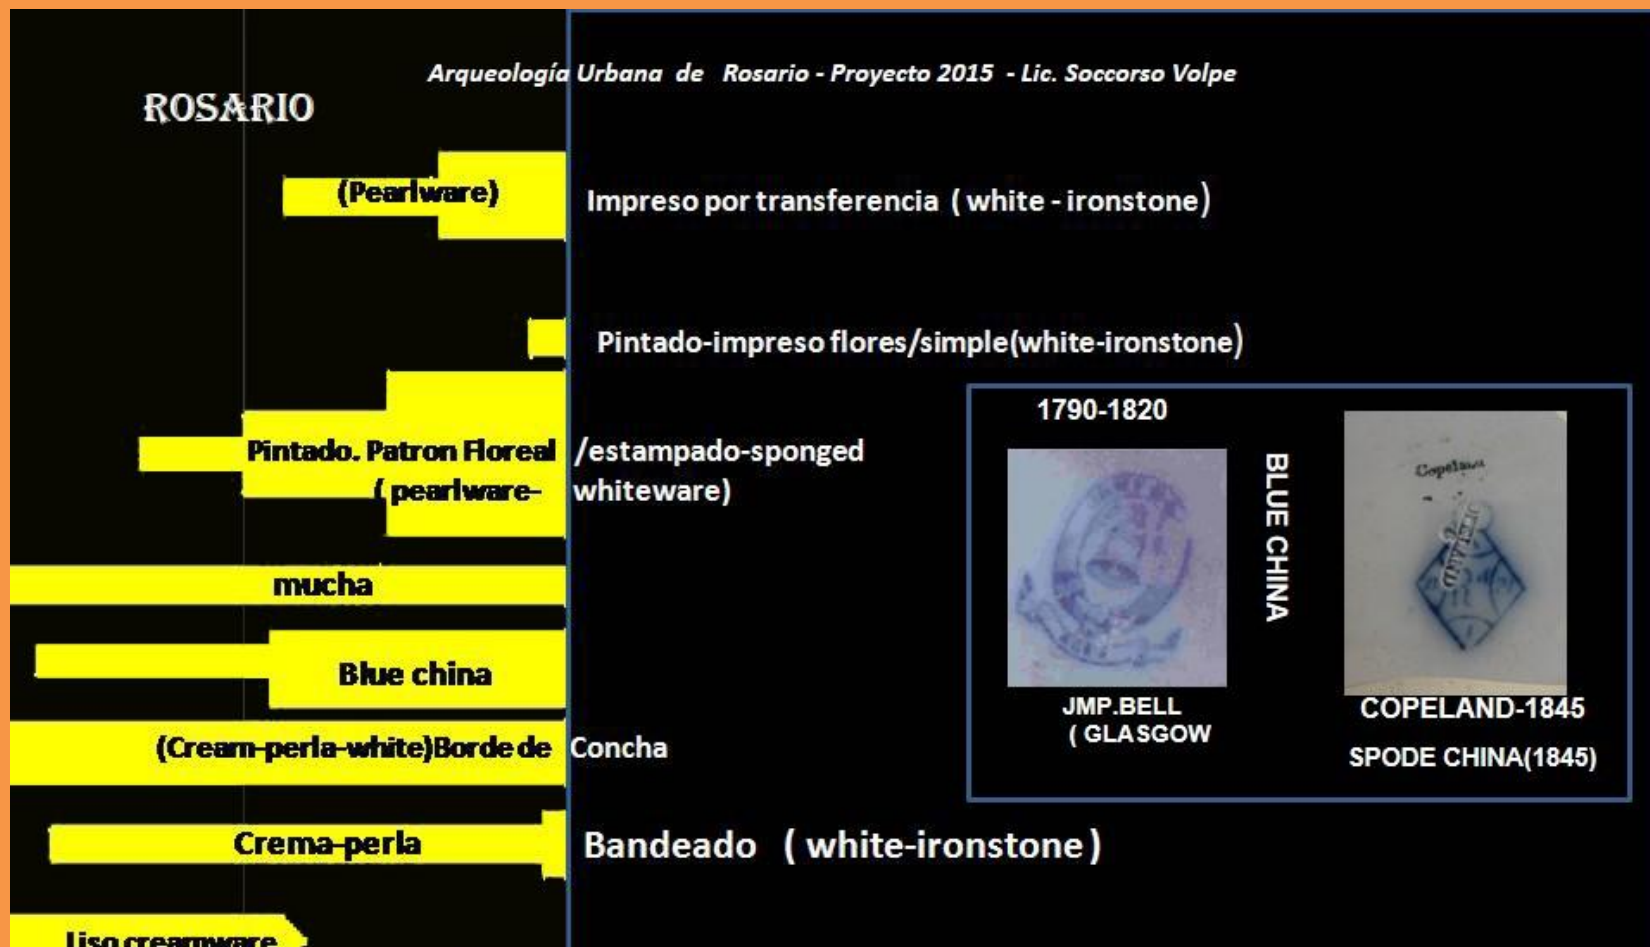 Arqueología Urbana de Rosario - Proyecto 2015 - Lic. Soccorso Volpe
ROSARIO
(Pearlware)
Impreso por transferencia ( white - ironstone)
Pintado-impreso flores/simple(white-ironstone)
Pintado. Patron Floreal /estampado-sponged
( pearlware- whiteware)
mucha
Blue china
(Cream-perla-white)Borde de Concha
Crema-perla Bandeado ( white-ironstone)
Liso creamware
1790-1820
BLUE CHINA
Copeland
JMP.BELL
( GLASGOW
COPELAND-1845
SPODE CHINA(1845)